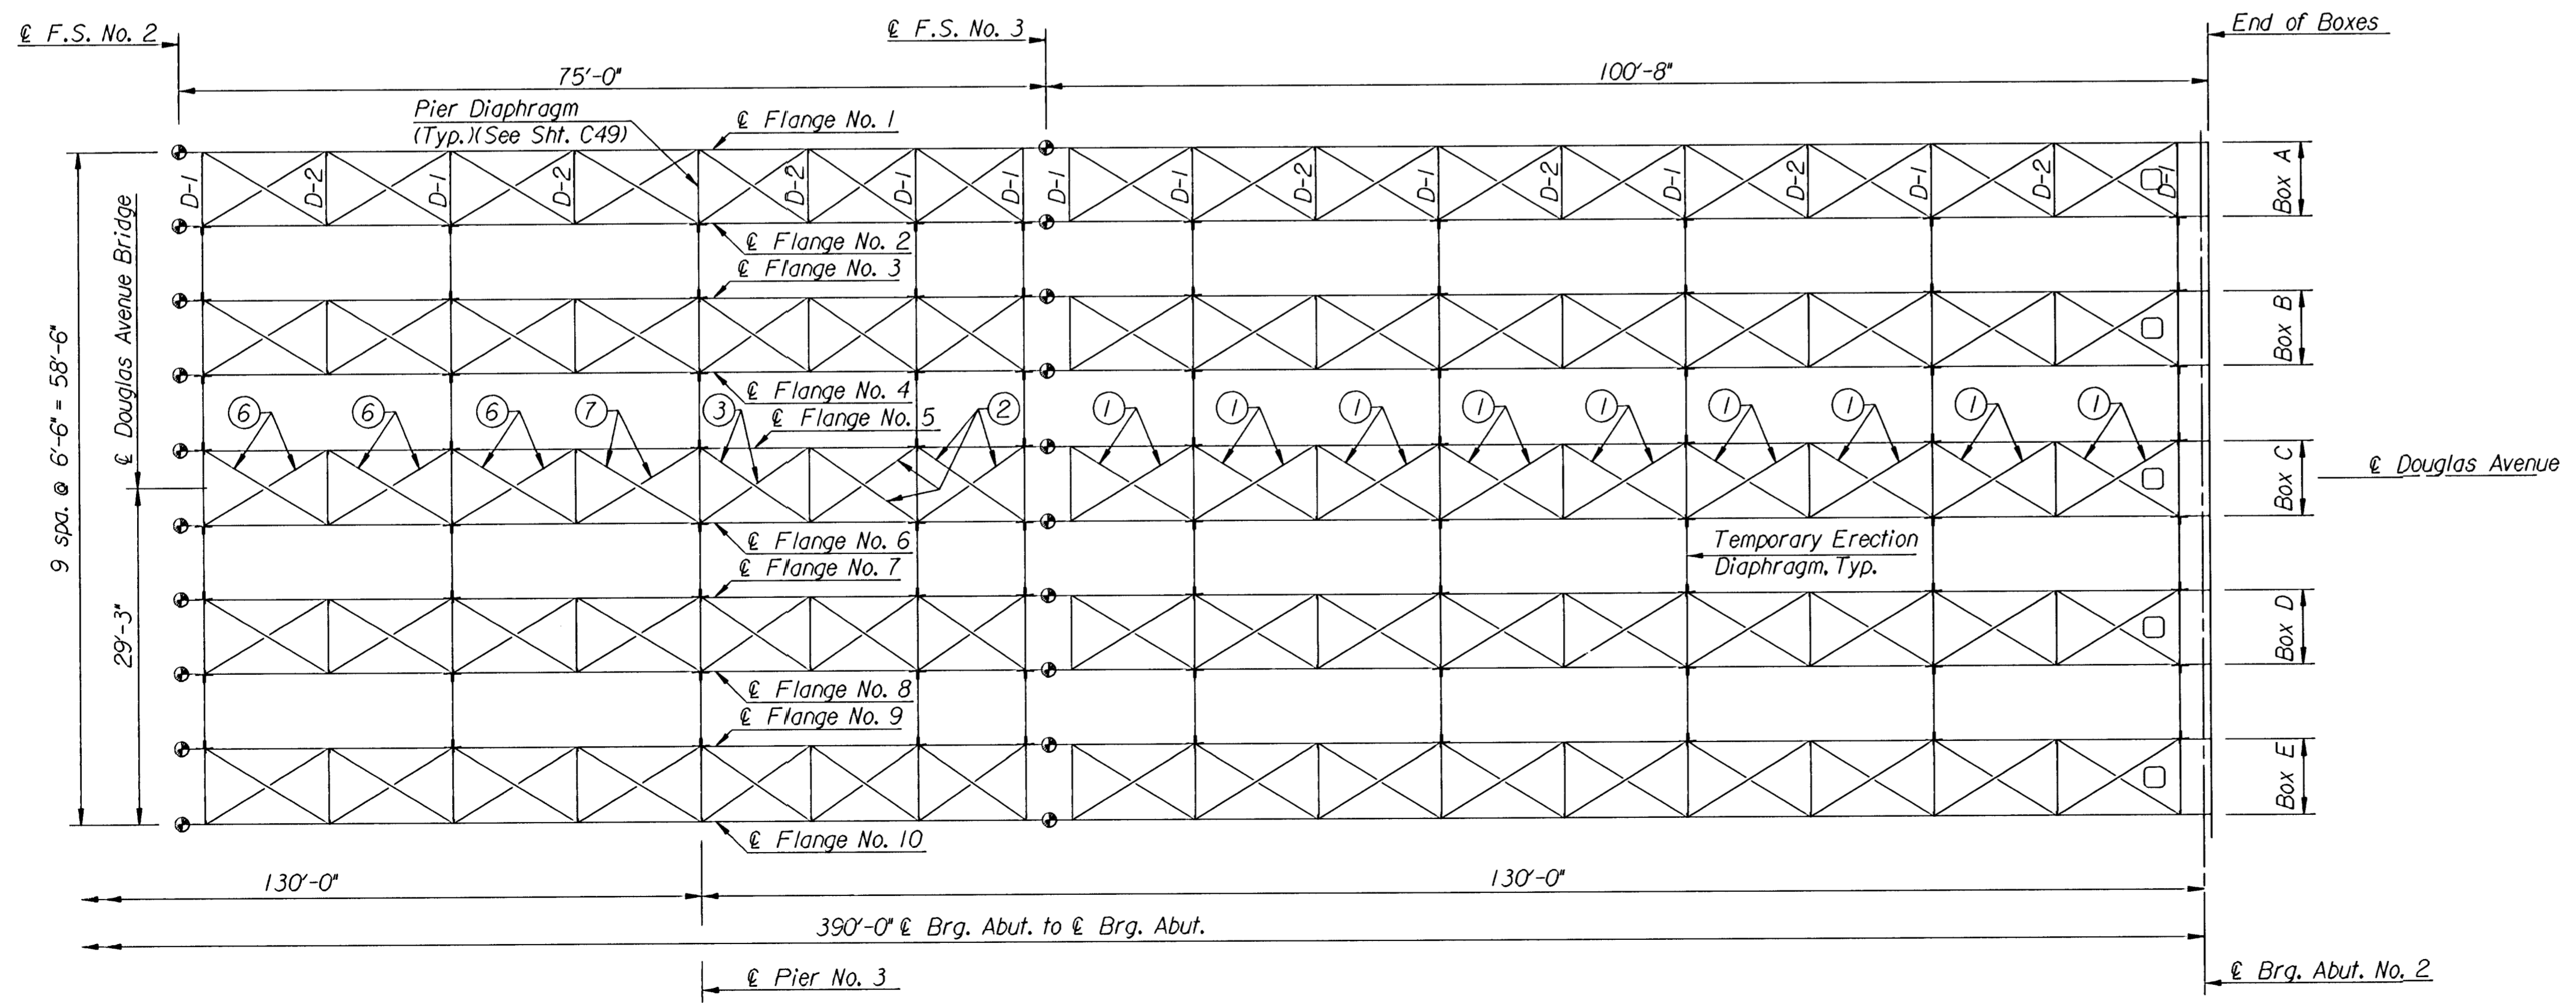 ℄ F.S. No. 2
℄ F.S. No. 3
End of Boxes
75'-0"
100'-8"
Pier Diaphragm
(Typ.)(See Sht. C49)
℄ Flange No. 1
D-1
D-2
D-1
D-2
D-2
D-1
D-1
D-1
D-1
D-2
D-1
D-2
D-1
D-2
D-1
D-2
D-1
Box A
℄ Flange No. 2
℄ Flange No. 3
Box B
℄ Douglas Avenue Bridge
9 spa. @ 6'-6" = 58'-6"
29'-3"
℄ Flange No. 4
℄ Flange No. 5
6
6
6
7
3
2
1
1
1
1
1
1
1
1
1
Box C
℄ Douglas Avenue
℄ Flange No. 6
℄ Flange No. 7
Temporary Erection
Diaphragm, Typ.
Box D
℄ Flange No. 8
℄ Flange No. 9
Box E
℄ Flange No. 10
130'-0"
130'-0"
390'-0" ℄ Brg. Abut. to ℄ Brg. Abut.
℄ Pier No. 3
℄ Brg. Abut. No. 2